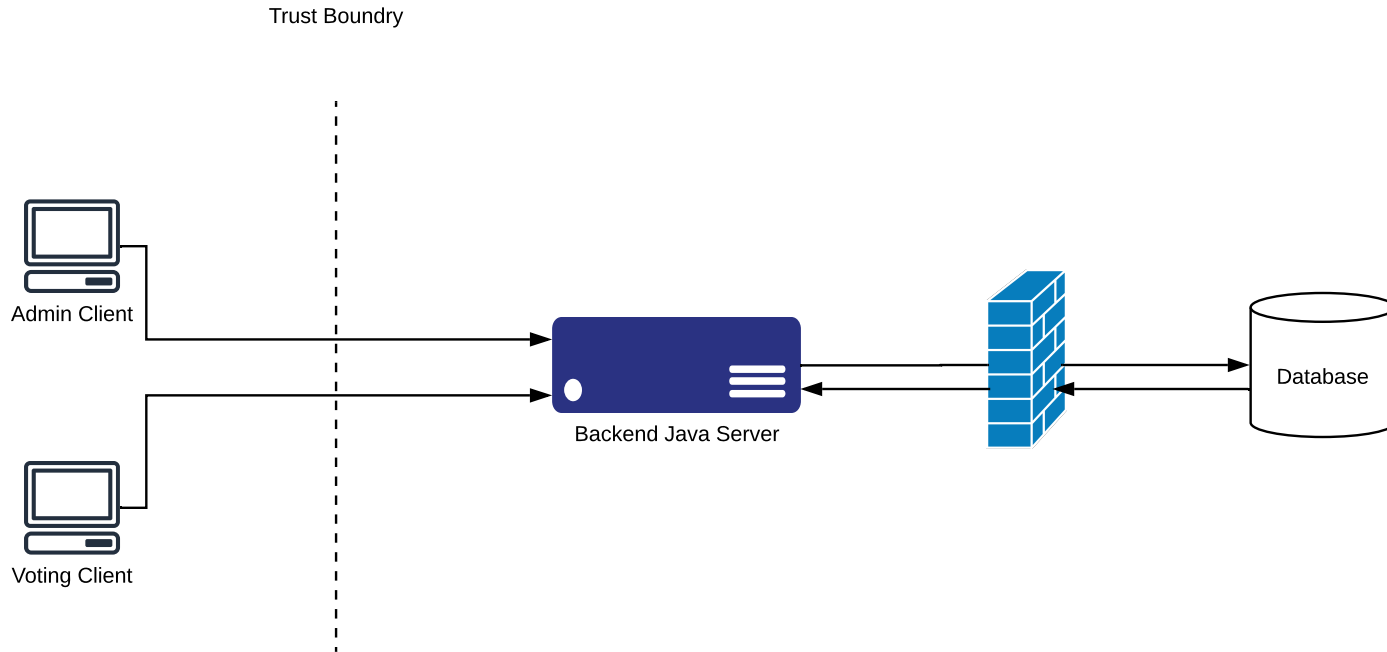 Trust Boundry
Admin Client
Database
Backend Java Server
Voting Client